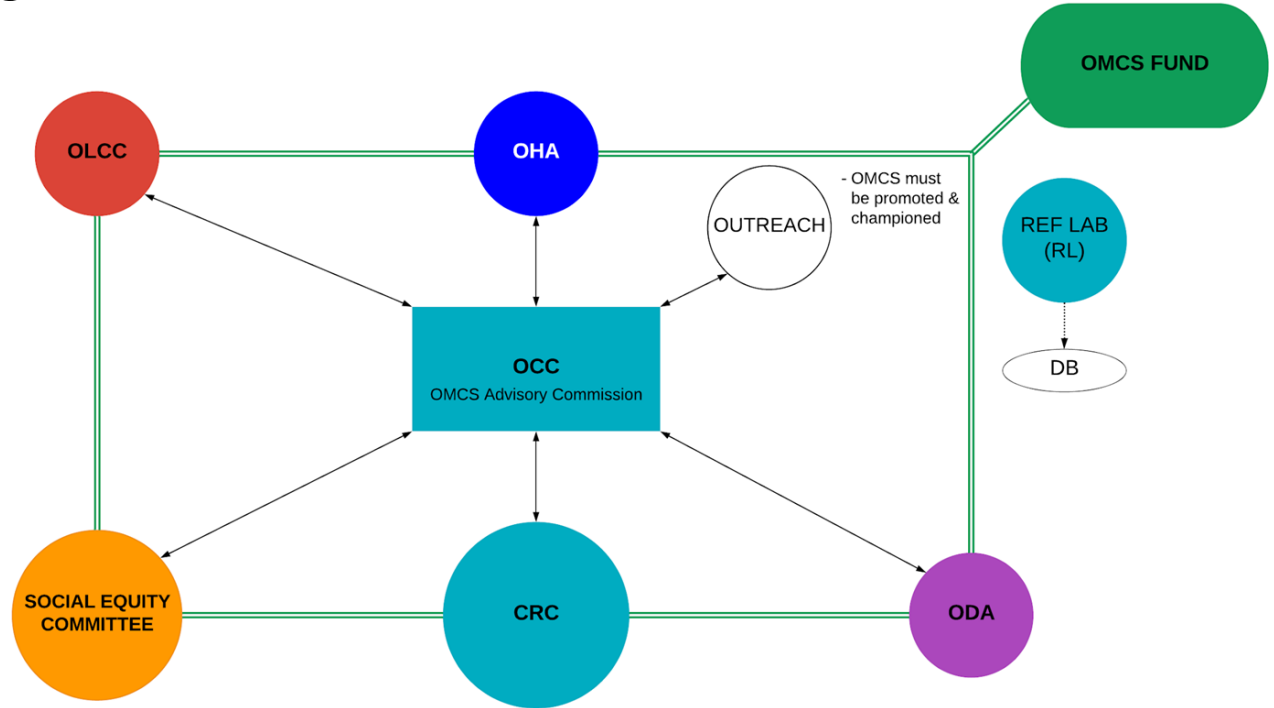 OMCS FUND
OLCC
OHA
- OMCS must
be promoted &
championed
OUTREACH
REF LAB
(RL)
OCC
OMCS Advisory Commission
DB
SOCIAL EQUITY
COMMITTEE
CRC
ODA